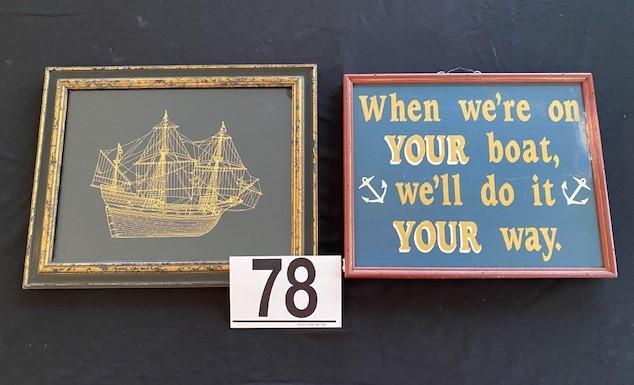 When we're on
YOUR boat,
we'll do it
YOUR way.
78